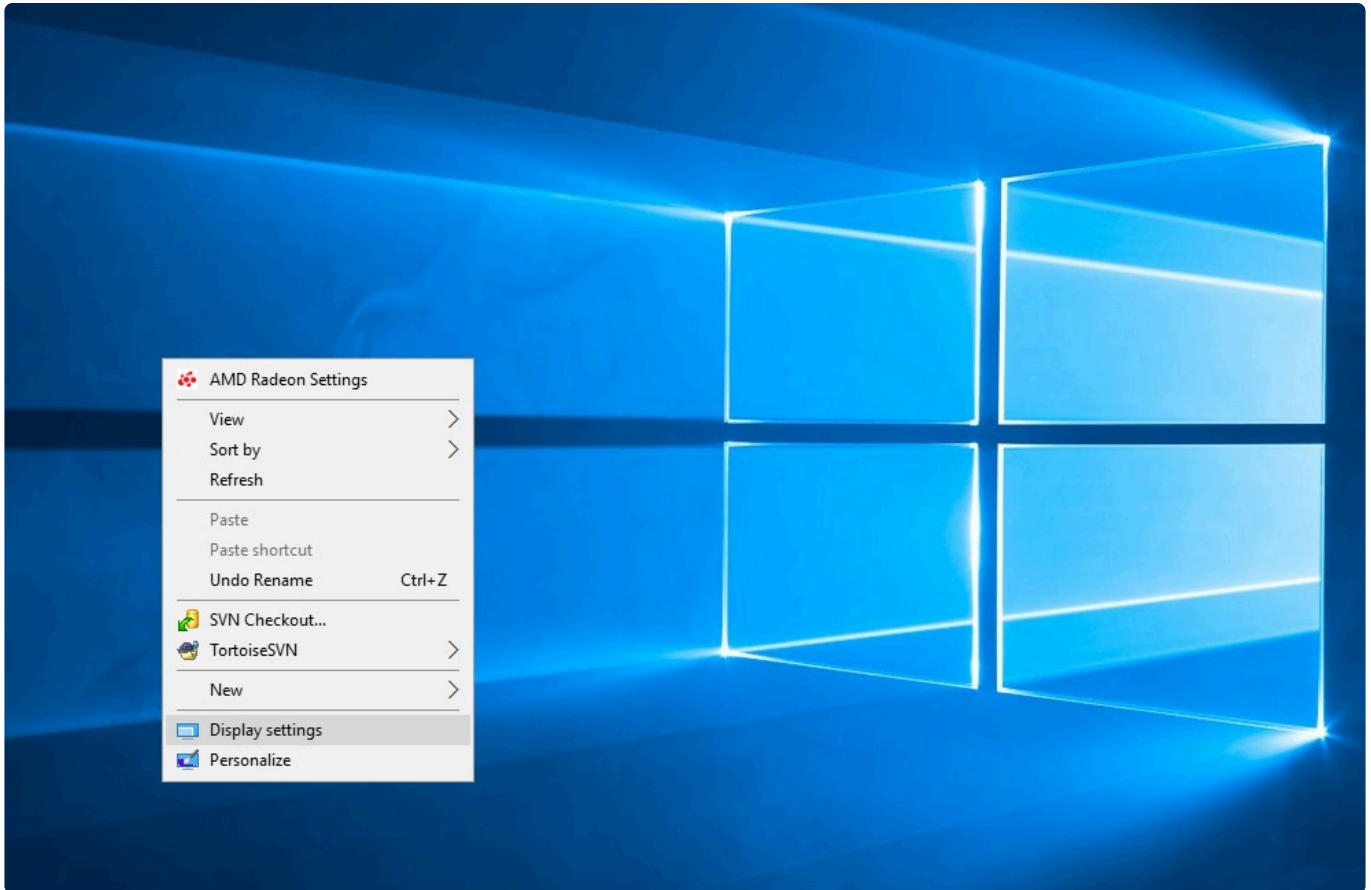 AMD Radeon Settings
View
Sort by
Refresh
Paste
Paste shortcut
Undo Rename Ctrl+Z
SVN Checkout...
TortoiseSVN
New
Display settings
Personalize